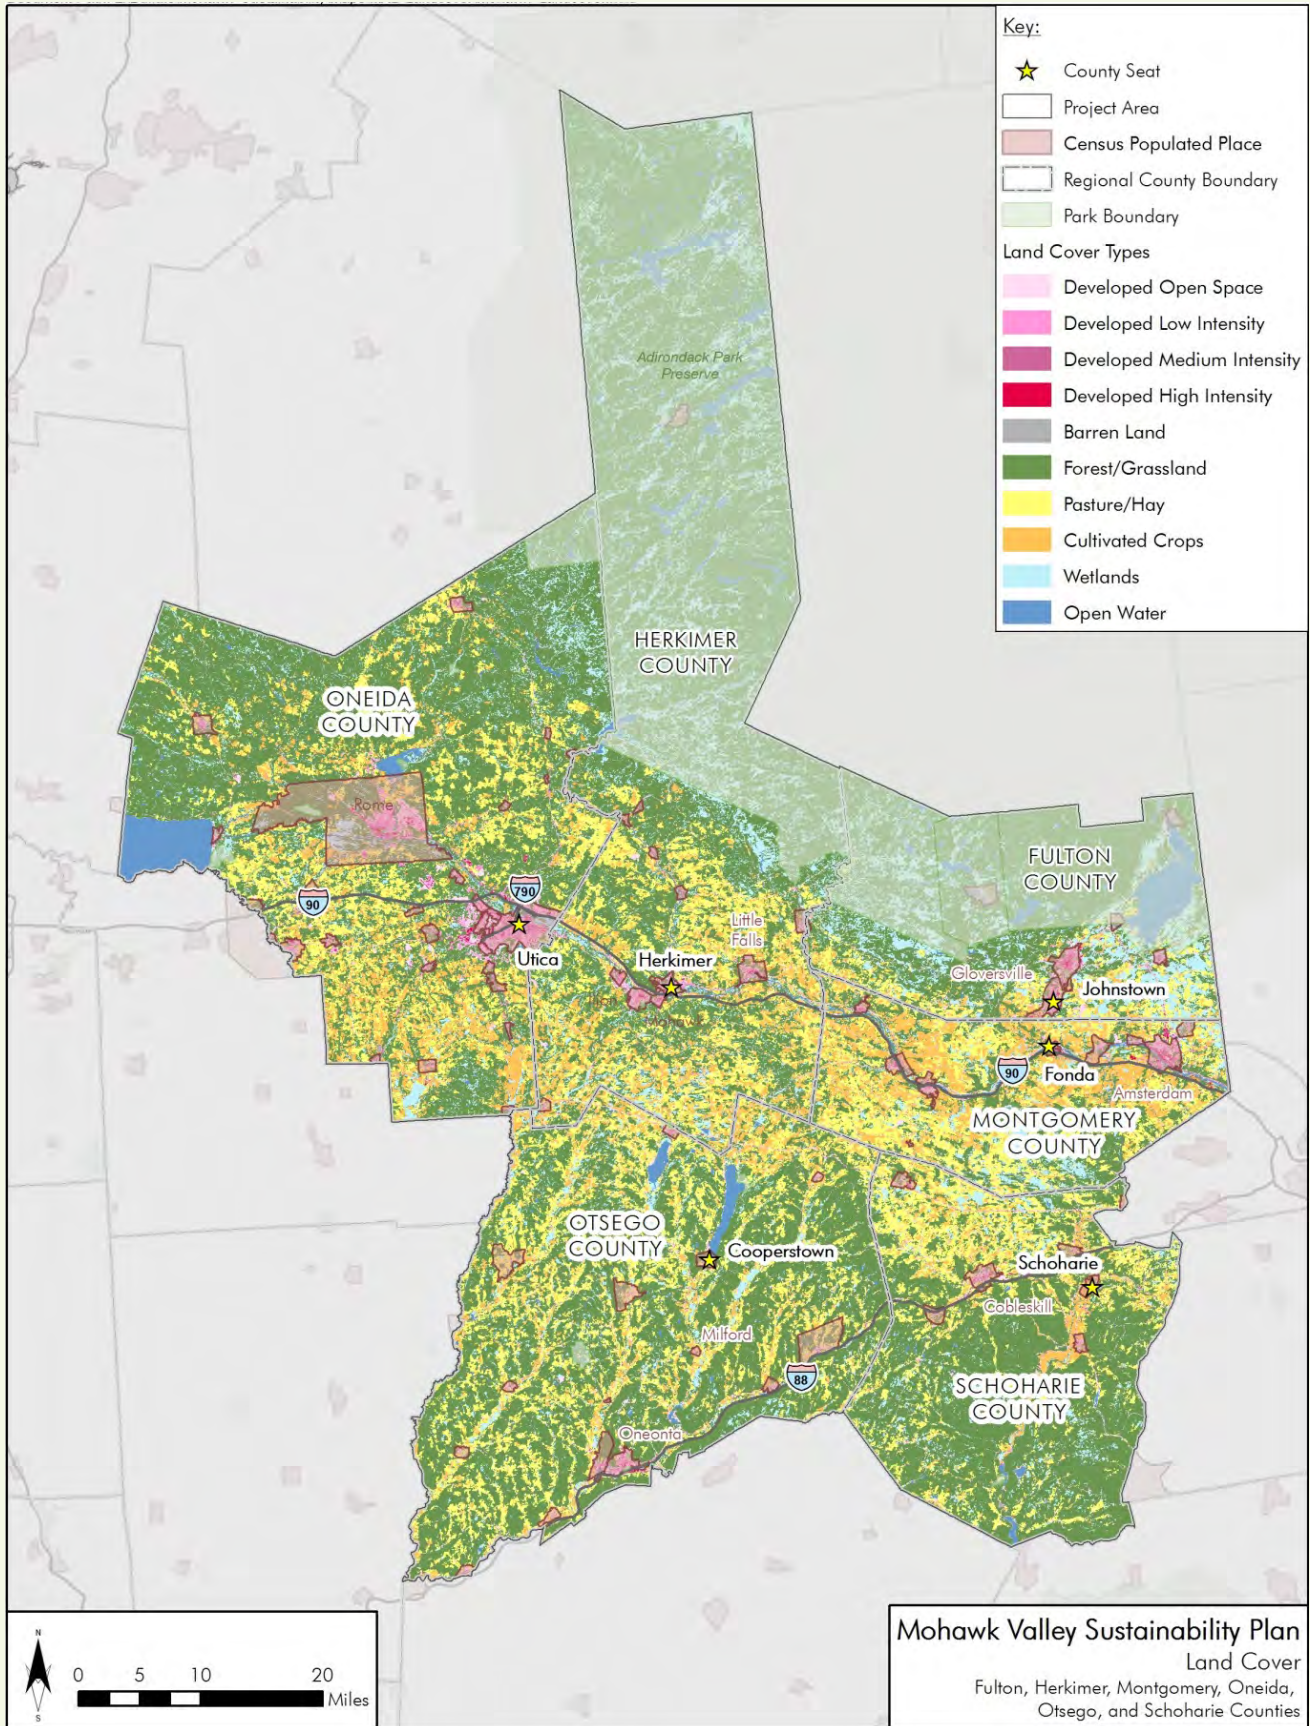 Key:
County Seat
Project Area
Census Populated Place
Regional County Boundary
Park Boundary
Land Cover Types
Developed Open Space
Developed Low Intensity
Developed Medium Intensity
Developed High Intensity
Barren Land
Forest/Grassland
Pasture/Hay
Cultivated Crops
Wetlands
Open Water
Adirondack Park
Preserve
HERKIMER
COUNTY
ONEIDA
COUNTY
Rome
FULTON
COUNTY
790
90
Little
Falls
Utica
Herkimer
Gloversville
Johnstown
Ilion
Mohawk
90
Fonda
Amsterdam
MONTGOMERY
COUNTY
OTSEGO
COUNTY
Cooperstown
Schoharie
Cobleskill
Milford
88
SCHOHARIE
COUNTY
Oneonta
N
S
0 5 10 20
Miles
Mohawk Valley Sustainability Plan
Land Cover
Fulton, Herkimer, Montgomery, Oneida,
Otsego, and Schoharie Counties